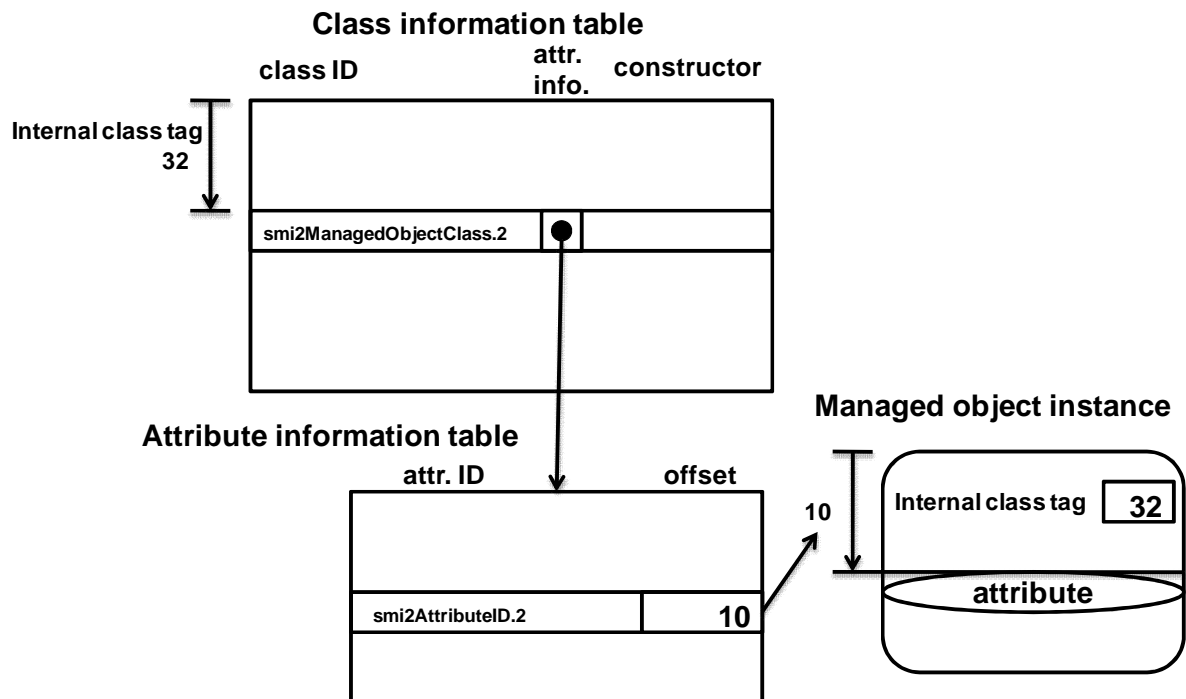 Class information table
class ID
attr.
info.
constructor
Internal class tag
32
smi2ManagedObjectClass.2
Attribute information table
attr. ID
offset
smi2AttributeID.2
10
10
Managed object instance
Internal class tag
32
attribute